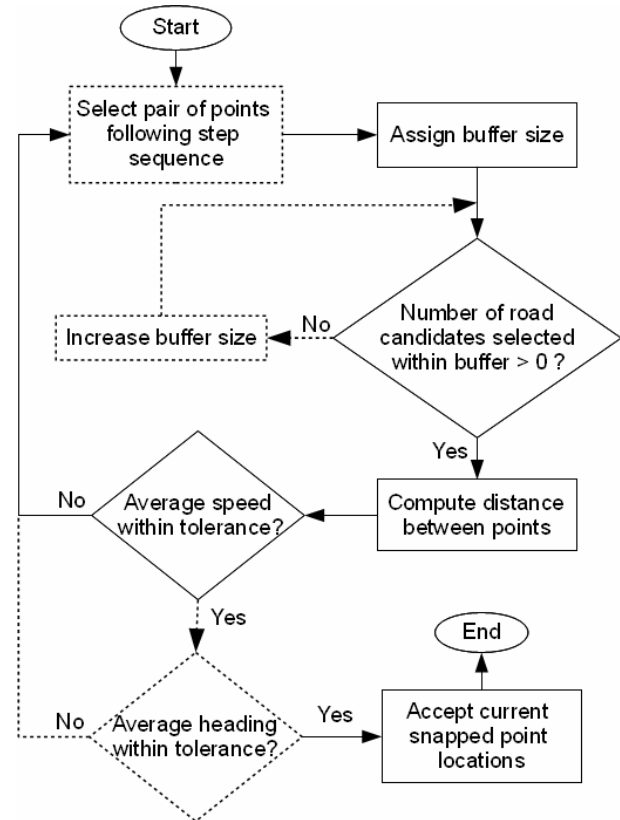 Start
Select pair of points
following step
sequence
Assign buffer size
Number of road
candidates selected
within buffer > 0 ?
No
Increase buffer size
Yes
Compute distance
between points
Average speed
within tolerance?
No
Yes
Average heading
within tolerance?
No
Yes
Accept current
snapped point
locations
End